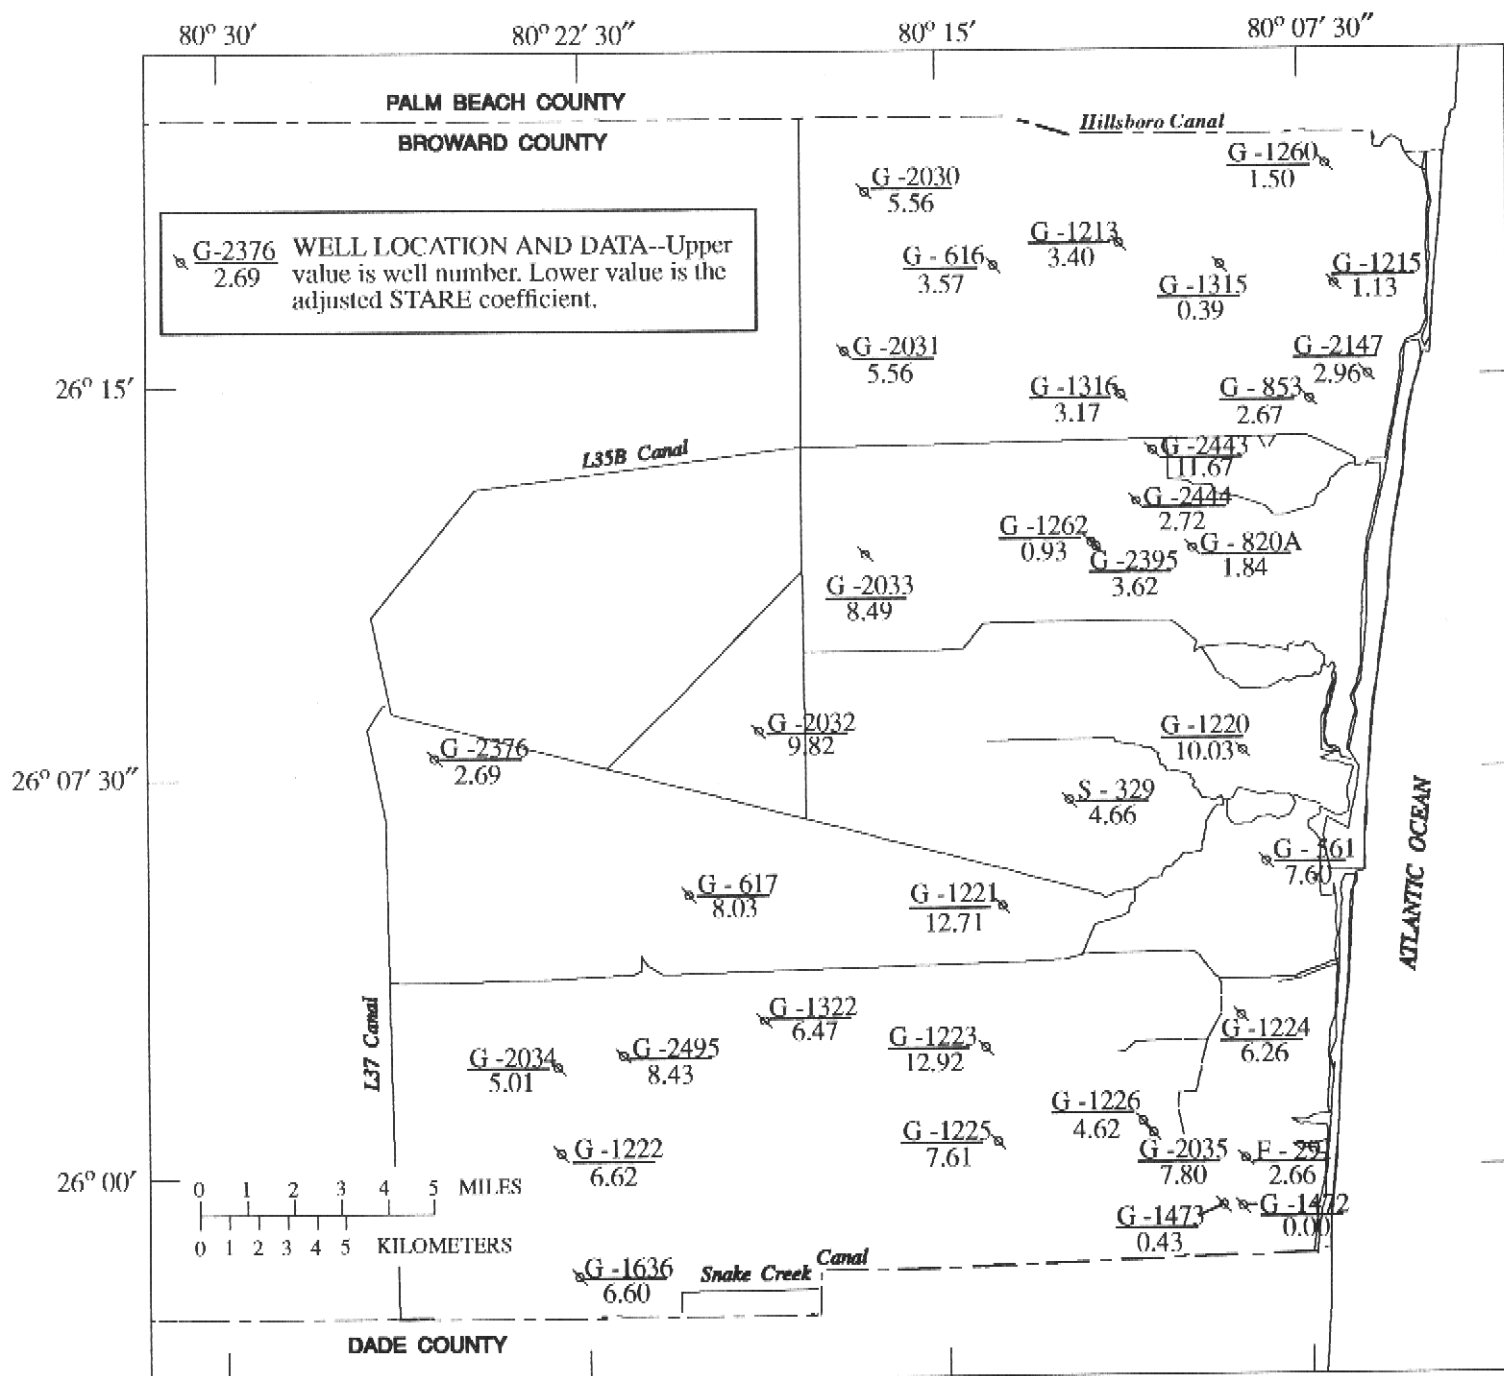 80° 30′ 80° 22′ 30″ 80° 15′ 80° 07′ 30″
PALM BEACH COUNTY
BROWARD COUNTY
Hillsboro Canal
G -1260
1.50
G -2030
5.56
G-2376
2.69
WELL LOCATION AND DATA--Upper
value is well number. Lower value is the
adjusted STARE coefficient.
G -1213
3.40
G - 616
3.57
G -1315
0.39
G -1215
1.13
G -2031
5.56
G -2147
2.96
26° 15′
G -1316
3.17
G - 853
2.67
L35B Canal
G -2443
11.67
G -2444
2.72
G -1262
0.93
G -2395
3.62
G - 820A
1.84
G -2033
8.49
G -2032
9.82
G -1220
10.03
G -2376
2.69
26° 07′ 30″
S - 329
4.66
ATLANTIC OCEAN
G - 561
7.60
G - 617
8.03
G -1221
12.71
L37 Canal
G -1322
6.47
G -1223
12.92
G -1224
6.26
G -2034
5.01
G -2495
8.43
G -1226
4.62
G -1225
7.61
G -2035
7.80
F - 291
2.66
G -1222
6.62
26° 00′
0 1 2 3 4 5 MILES
0 1 2 3 4 5 KILOMETERS
G -1473
0.43
G -1472
0.00
G -1636
6.60
Snake Creek Canal
DADE COUNTY